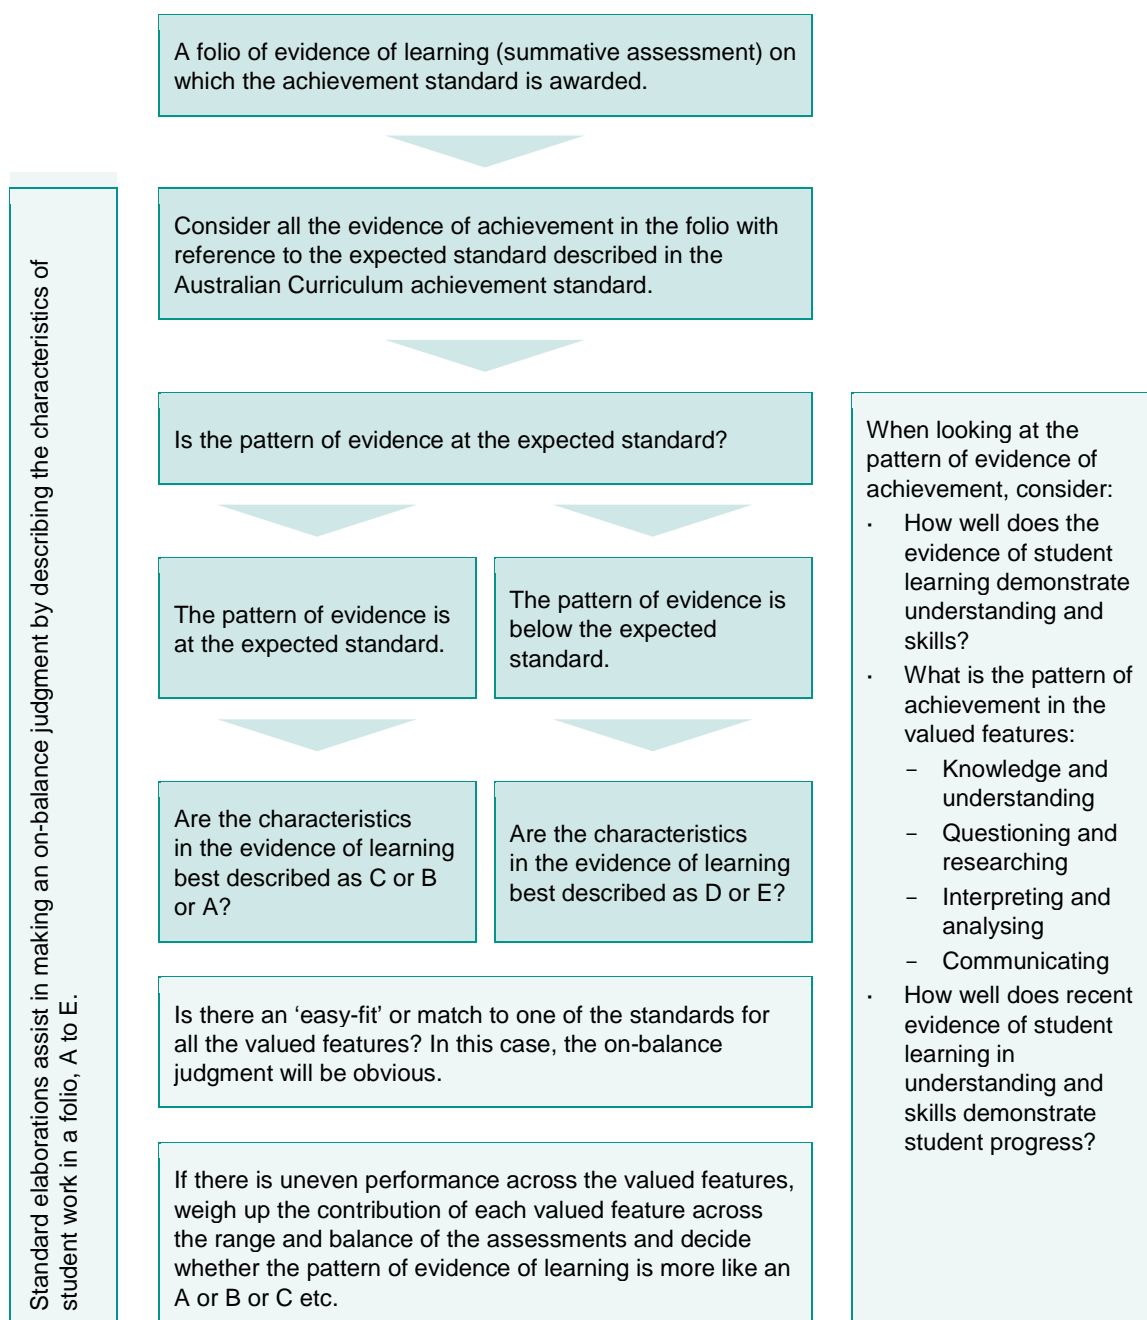 A folio of evidence of learning (summative assessment) on
which the achievement standard is awarded.
Standard elaborations assist in making an on-balance judgment by describing the characteristics of
student work in a folio, A to E.
Consider all the evidence of achievement in the folio with
reference to the expected standard described in the
Australian Curriculum achievement standard.
Is the pattern of evidence at the expected standard?
The pattern of evidence is
at the expected standard.
The pattern of evidence is
below the expected
standard.
Are the characteristics
in the evidence of learning
best described as C or B
or A?
Are the characteristics
in the evidence of learning
best described as D or E?
Is there an ‘easy-fit’ or match to one of the standards for
all the valued features? In this case, the on-balance
judgment will be obvious.
If there is uneven performance across the valued features,
weigh up the contribution of each valued feature across
the range and balance of the assessments and decide
whether the pattern of evidence of learning is more like an
A or B or C etc.
When looking at the
pattern of evidence of
achievement, consider:
· How well does the
evidence of student
learning demonstrate
understanding and
skills?
· What is the pattern of
achievement in the
valued features:
– Knowledge and
understanding
– Questioning and
researching
– Interpreting and
analysing
– Communicating
· How well does recent
evidence of student
learning in
understanding and
skills demonstrate
student progress?